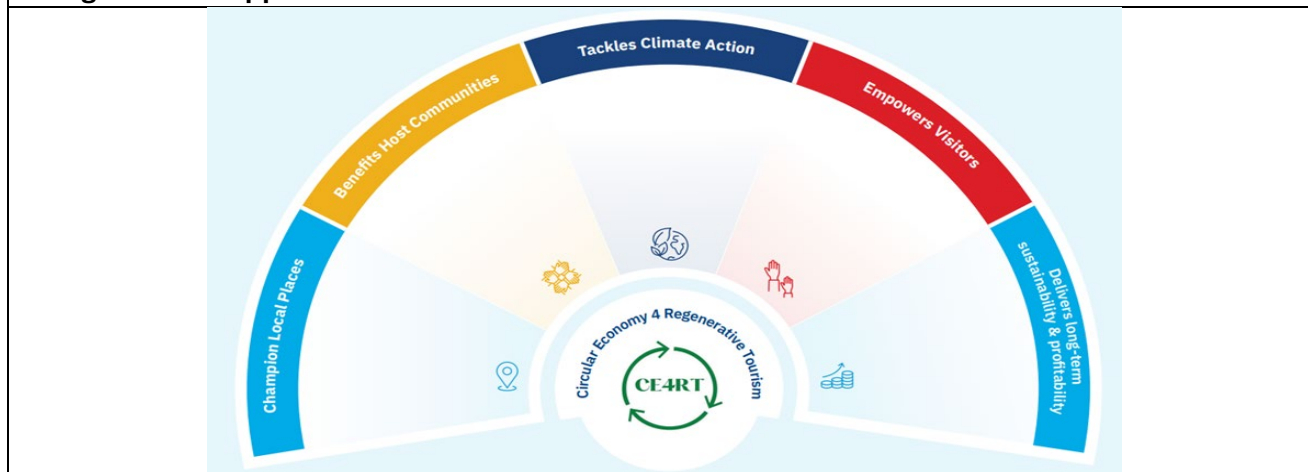 Champion Local Places
Benefits Host Communities
Tackles Climate Action
Empowers Visitors
Delivers long-term
sustainability & profitability
Circular Economy 4 Regenerative Tourism
CE4RT